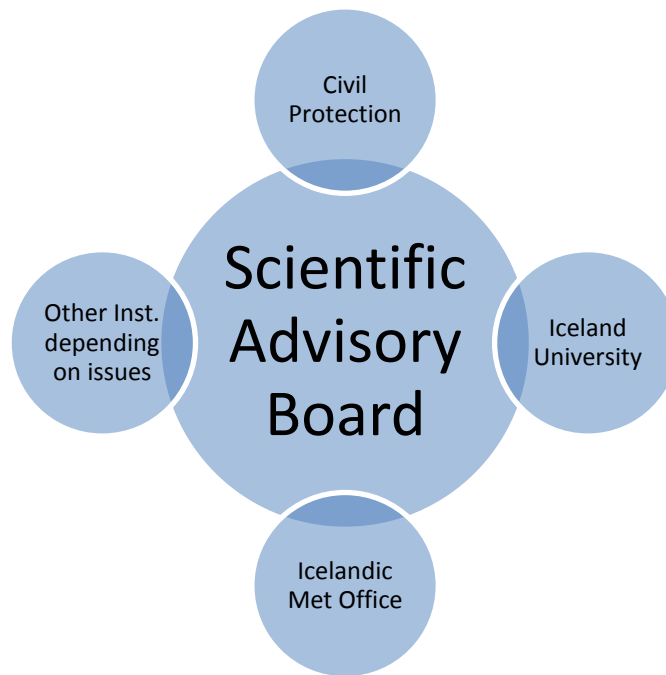 Civil
Protection
Scientific
Advisory
Board
Other Inst.
depending
on issues
Iceland
University
Icelandic
Met Office